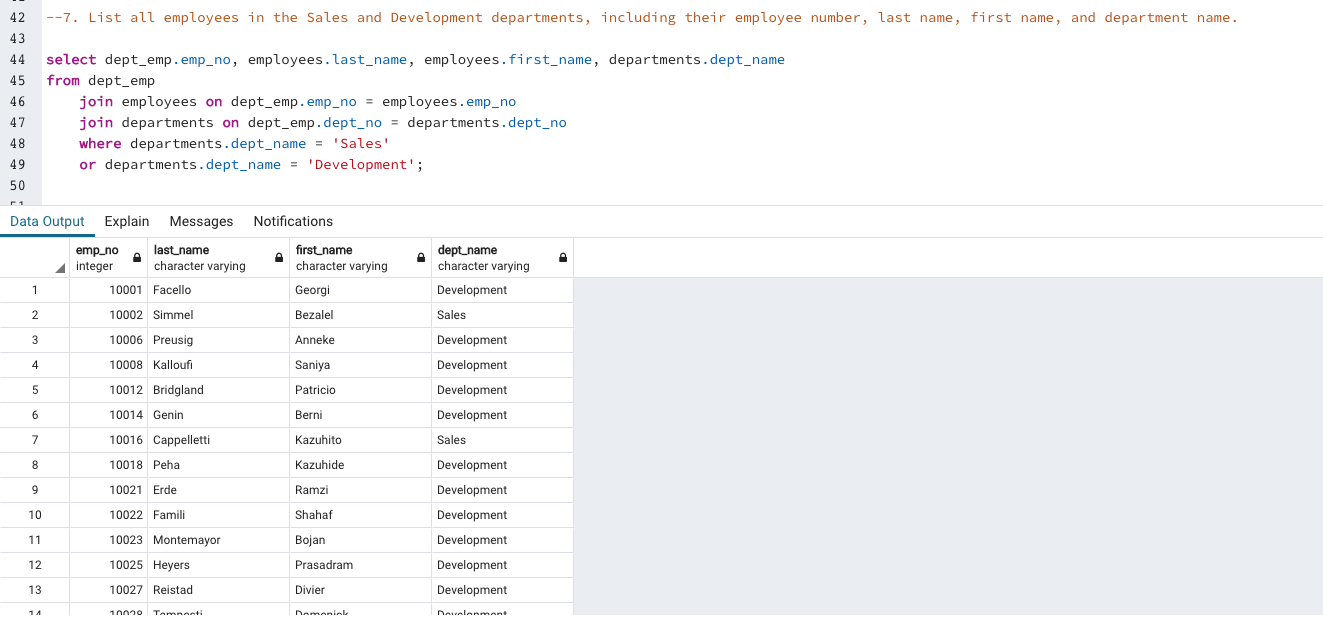 42 --7. List all employees in the Sales and Development departments, including their employee number, last name, first name, and department name.
43
44 select dept_emp.emp_no, employees.last_name, employees.first_name, departments.dept_name
45 from dept_emp
46 join employees on dept_emp.emp_no = employees.emp_no
47 join departments on dept_emp.dept_no = departments.dept_no
48 where departments.dept_name = 'Sales'
49 or departments.dept_name = 'Development';
50
Data Output Explain Messages Notifications
emp_no last_name first_name dept_name
integer character varying character varying character varying
1 10001 Facello Georgi Development
2 10002 Simmel Bezalel Sales
3 10006 Preusig Anneke Development
4 10008 Kalloufi Saniya Development
5 10012 Bridgland Patricio Development
6 10014 Genin Berni Development
7 10016 Cappelletti Kazuhito Sales
8 10018 Peha Kazuhide Development
9 10021 Erde Ramzi Development
10 10022 Famili Shahaf Development
11 10023 Montemayor Bojan Development
12 10025 Heyers Prasadram Development
13 10027 Reistad Divier Development
14 10028 Tempesti Domenick Development